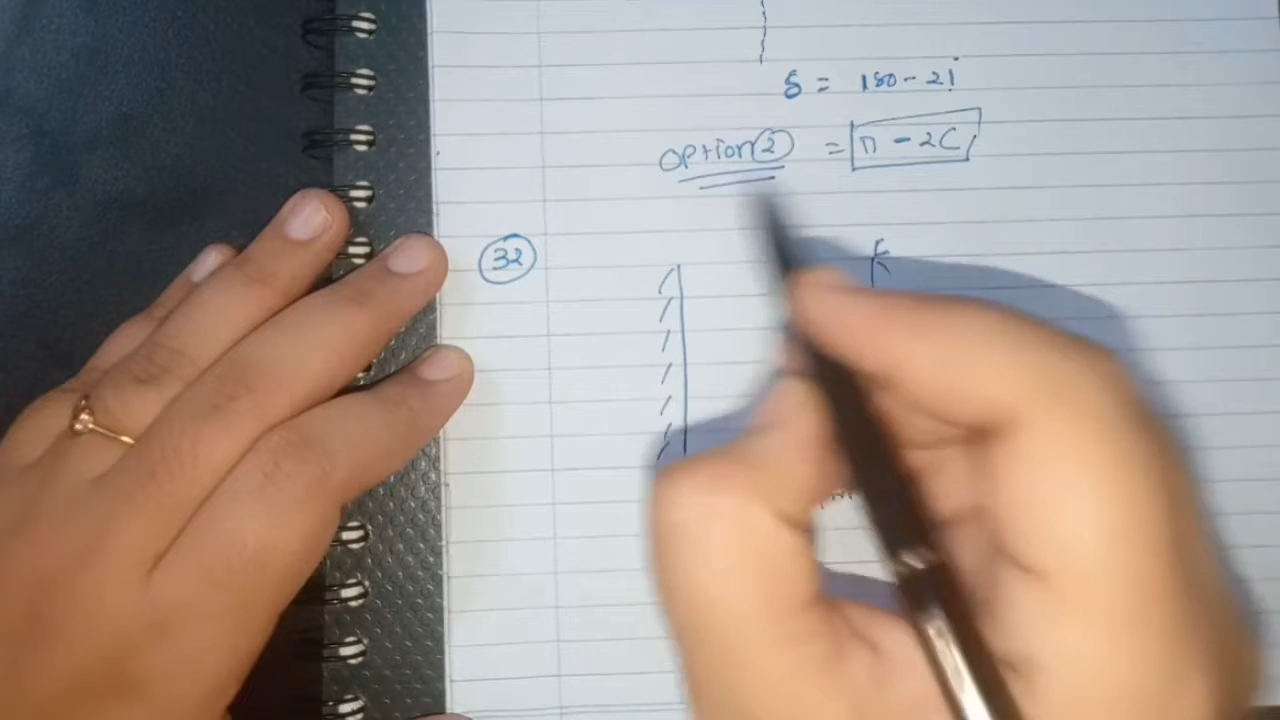 δ = 180 - 2i
Option ② = π - 2C
32